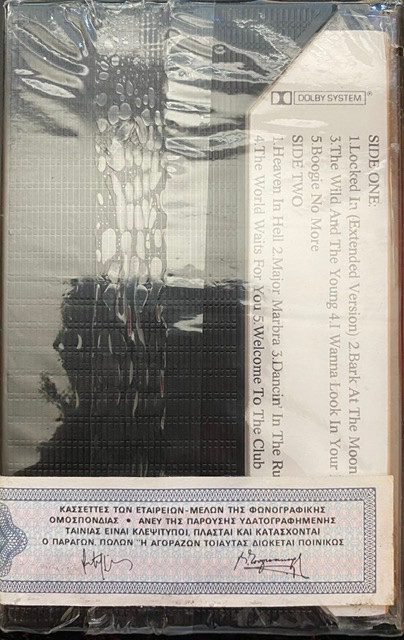 DOLBY SYSTEM
SIDE ONE:
1.Locked In (Extended Version) 2.Bark At The Moon
3.The Wild And The Young 4.I Wanna Look In Your
5.Boogie No More
SIDE TWO
1.Heaven In Hell 2.Major Marbra 3.Dancin' In The Ru
4.The World Waits For You 5.Welcome To The Club
ΚΑΣΣΕΤΤΕΣ ΤΩΝ ΕΤΑΙΡΕΙΩΝ-ΜΕΛΩΝ ΤΗΣ ΦΩΝΟΓΡΑΦΙΚΗΣ
ΟΜΟΣΠΟΝΔΙΑΣ • ΑΝΕΥ ΤΗΣ ΠΑΡΟΥΣΗΣ ΥΔΑΤΟΓΡΑΦΗΜΕΝΗΣ
ΤΑΙΝΙΑΣ ΕΙΝΑΙ ΚΛΕΨΙΤΥΠΟΙ, ΠΛΑΣΤΑΙ ΚΑΙ ΚΑΤΑΣΧΟΝΤΑΙ
Ο ΠΑΡΑΓΩΝ, ΠΩΛΩΝ "Η ΑΓΟΡΑΖΩΝ ΤΟΙΑΥΤΑΣ ΔΙΩΚΕΤΑΙ ΠΟΙΝΙΚΩΣ